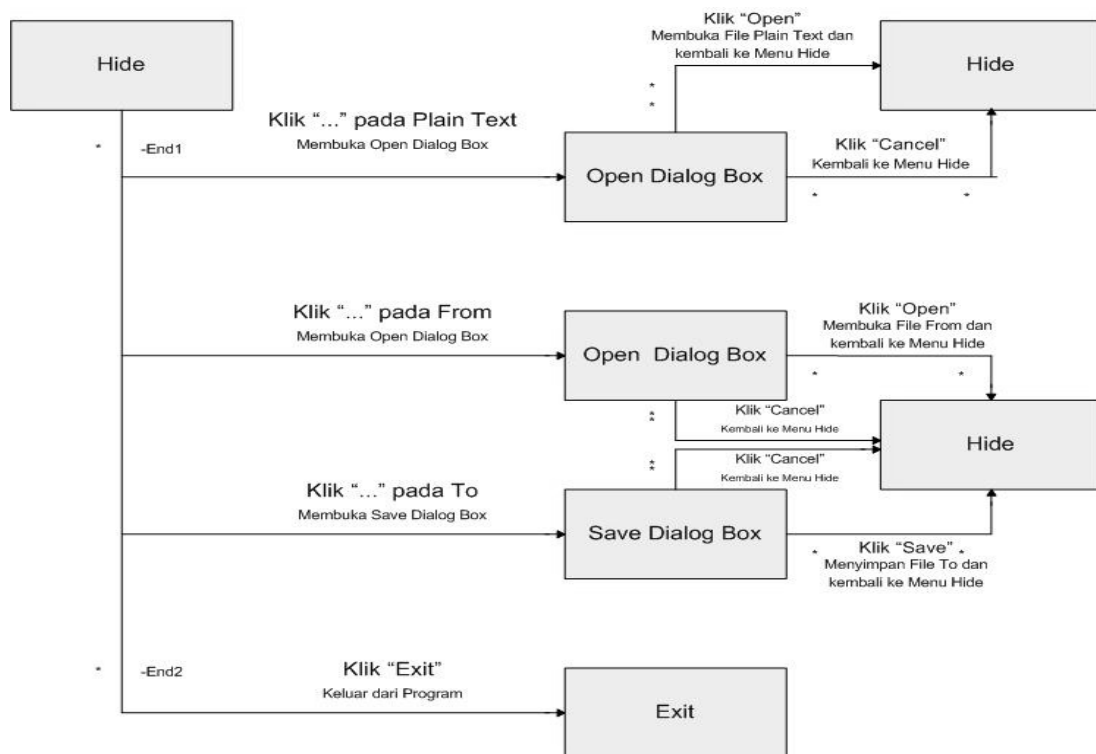 Klik “Open”
Membuka File Plain Text dan
kembali ke Menu Hide
Hide
Hide
*
*
Klik “...” pada Plain Text
Membuka Open Dialog Box
* -End1
Open Dialog Box
Klik “Cancel”
Kembali ke Menu Hide
* *
Klik “...” pada From
Membuka Open Dialog Box
Open Dialog Box
Klik “Open”
Membuka File From dan
kembali ke Menu Hide
* *
*
*
Klik “Cancel”
Kembali ke Menu Hide
Hide
*
*
Klik “Cancel”
Kembali ke Menu Hide
Klik “...” pada To
Membuka Save Dialog Box
Save Dialog Box
* Klik “Save” *
Menyimpan File To dan
kembali ke Menu Hide
* -End2
Klik “Exit”
Keluar dari Program
Exit